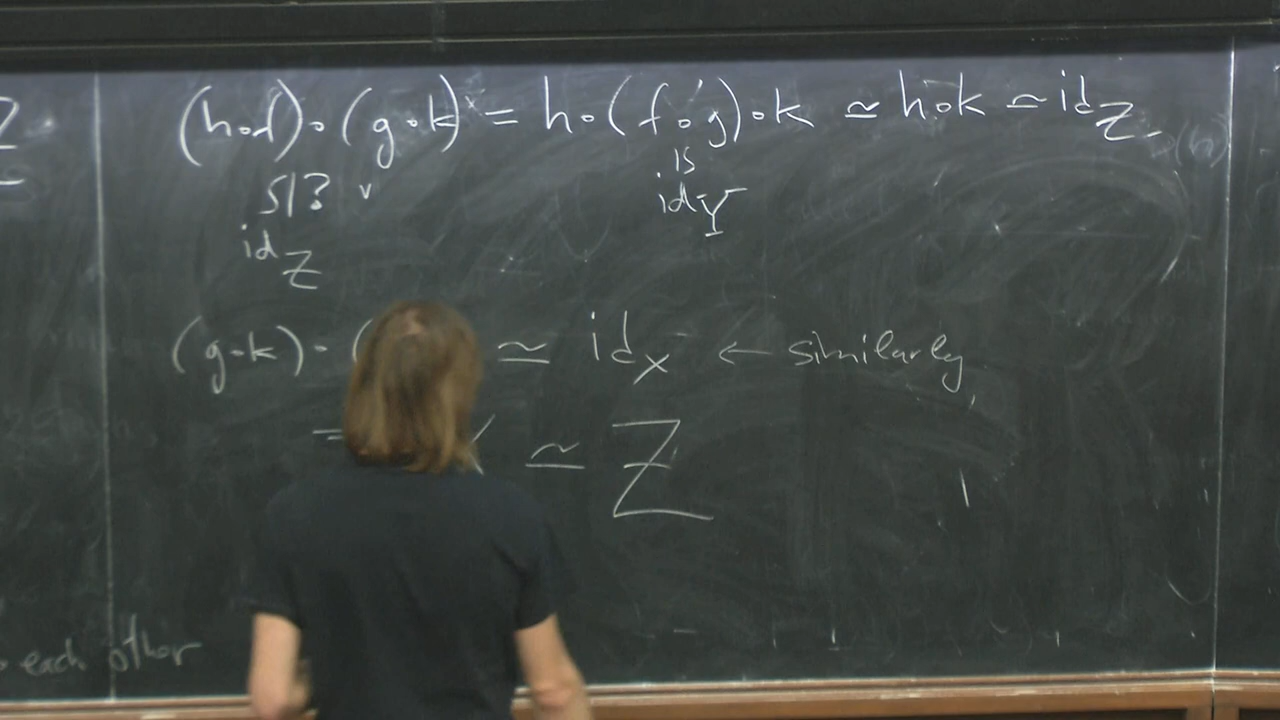 Z
(h∘f)∘(g∘k) = h∘(f∘g)∘k ≃ h∘k ≃ id_Z
S|? IS
id_Z id_Y
(g∘k)∘( ≃ id_X ← similarly
≃ Z
each other